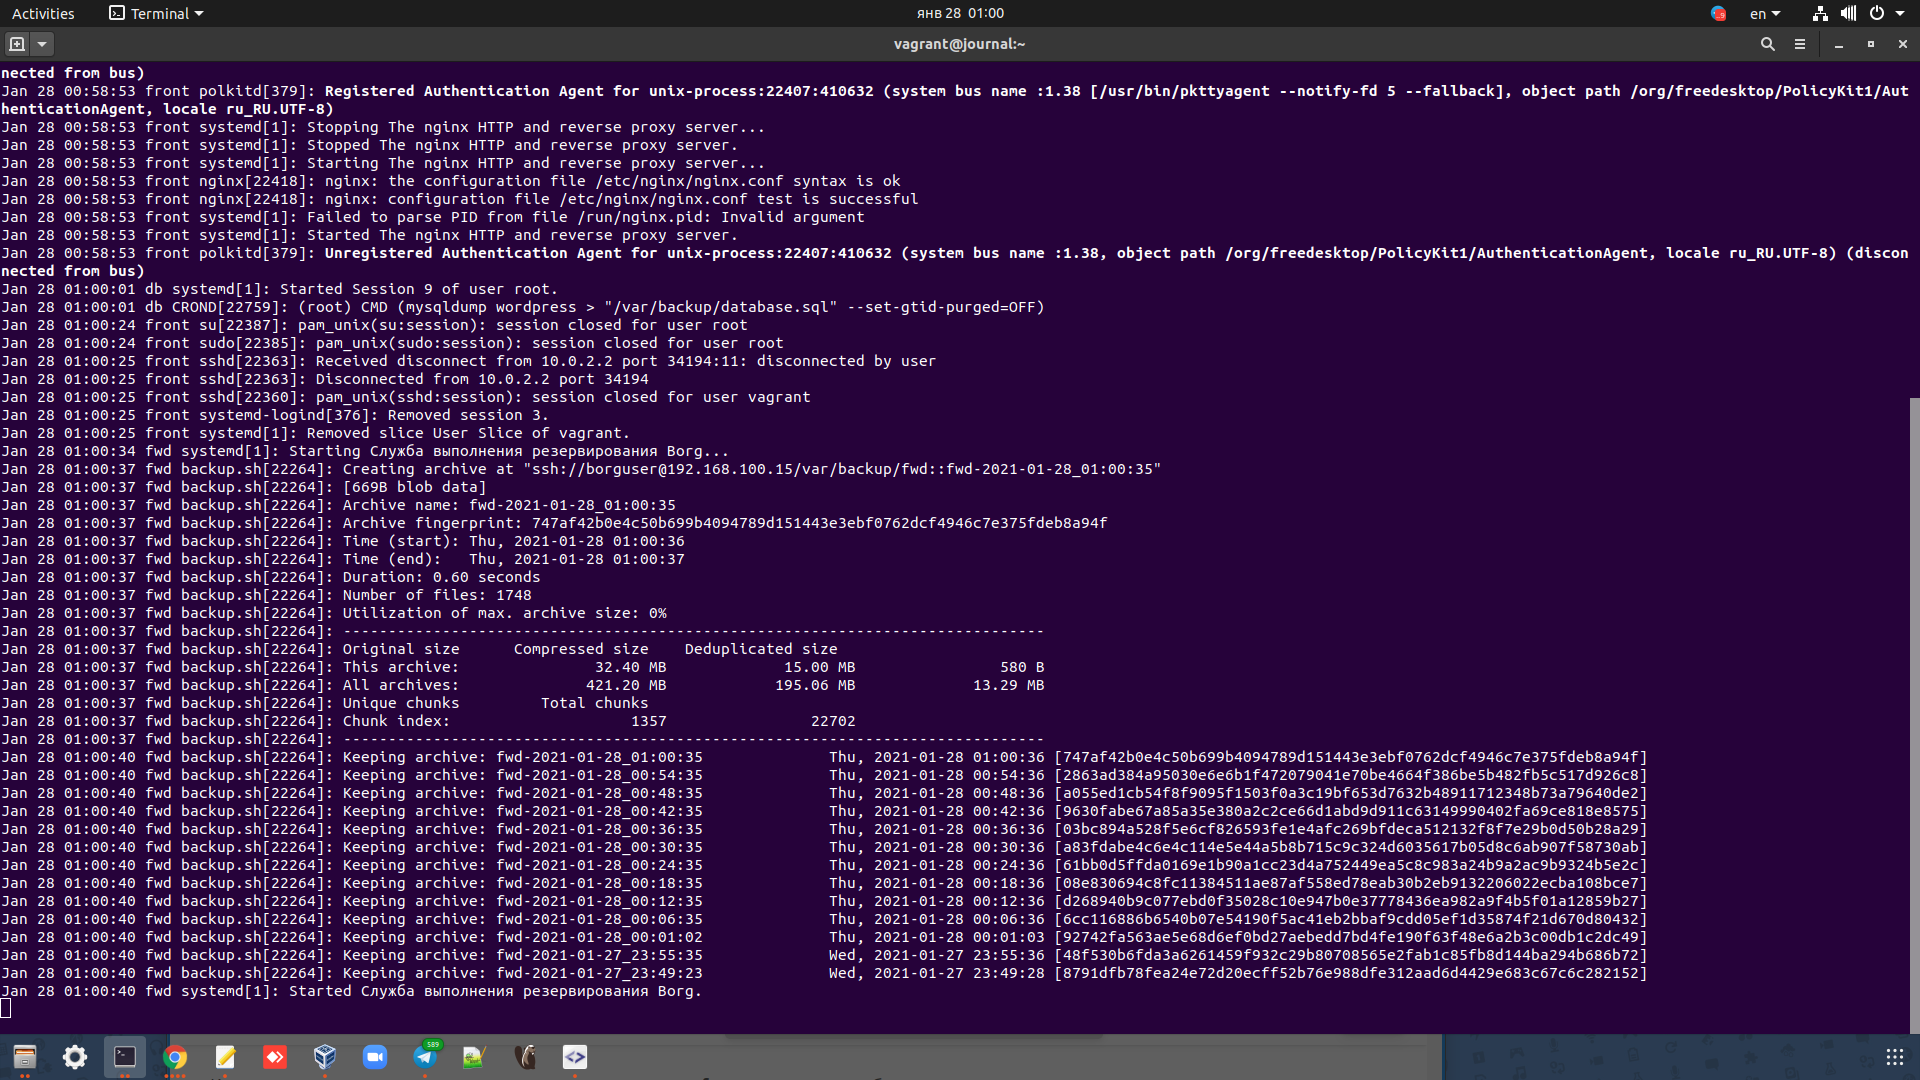 Activities
Terminal
янв 28 01:00
en
vagrant@journal:~
nected from bus)
Jan 28 00:58:53 front polkitd[379]: Registered Authentication Agent for unix-process:22407:410632 (system bus name :1.38 [/usr/bin/pkttyagent --notify-fd 5 --fallback], object path /org/freedesktop/PolicyKit1/Aut
henticationAgent, locale ru_RU.UTF-8)
Jan 28 00:58:53 front systemd[1]: Stopping The nginx HTTP and reverse proxy server...
Jan 28 00:58:53 front systemd[1]: Stopped The nginx HTTP and reverse proxy server.
Jan 28 00:58:53 front systemd[1]: Starting The nginx HTTP and reverse proxy server...
Jan 28 00:58:53 front nginx[22418]: nginx: the configuration file /etc/nginx/nginx.conf syntax is ok
Jan 28 00:58:53 front nginx[22418]: nginx: configuration file /etc/nginx/nginx.conf test is successful
Jan 28 00:58:53 front systemd[1]: Failed to parse PID from file /run/nginx.pid: Invalid argument
Jan 28 00:58:53 front systemd[1]: Started The nginx HTTP and reverse proxy server.
Jan 28 00:58:53 front polkitd[379]: Unregistered Authentication Agent for unix-process:22407:410632 (system bus name :1.38, object path /org/freedesktop/PolicyKit1/AuthenticationAgent, locale ru_RU.UTF-8) (discon
nected from bus)
Jan 28 01:00:01 db systemd[1]: Started Session 9 of user root.
Jan 28 01:00:01 db CROND[22759]: (root) CMD (mysqldump wordpress > "/var/backup/database.sql" --set-gtid-purged=OFF)
Jan 28 01:00:24 front su[22387]: pam_unix(su:session): session closed for user root
Jan 28 01:00:24 front sudo[22385]: pam_unix(sudo:session): session closed for user root
Jan 28 01:00:25 front sshd[22363]: Received disconnect from 10.0.2.2 port 34194:11: disconnected by user
Jan 28 01:00:25 front sshd[22363]: Disconnected from 10.0.2.2 port 34194
Jan 28 01:00:25 front sshd[22360]: pam_unix(sshd:session): session closed for user vagrant
Jan 28 01:00:25 front systemd-logind[376]: Removed session 3.
Jan 28 01:00:25 front systemd[1]: Removed slice User Slice of vagrant.
Jan 28 01:00:34 fwd systemd[1]: Starting Служба выполнения резервирования Borg...
Jan 28 01:00:37 fwd backup.sh[22264]: Creating archive at "ssh://borguser@192.168.100.15/var/backup/fwd::fwd-2021-01-28_01:00:35"
Jan 28 01:00:37 fwd backup.sh[22264]: [669B blob data]
Jan 28 01:00:37 fwd backup.sh[22264]: Archive name: fwd-2021-01-28_01:00:35
Jan 28 01:00:37 fwd backup.sh[22264]: Archive fingerprint: 747af42b0e4c50b699b4094789d151443e3ebf0762dcf4946c7e375fdeb8a94f
Jan 28 01:00:37 fwd backup.sh[22264]: Time (start): Thu, 2021-01-28 01:00:36
Jan 28 01:00:37 fwd backup.sh[22264]: Time (end):   Thu, 2021-01-28 01:00:37
Jan 28 01:00:37 fwd backup.sh[22264]: Duration: 0.60 seconds
Jan 28 01:00:37 fwd backup.sh[22264]: Number of files: 1748
Jan 28 01:00:37 fwd backup.sh[22264]: Utilization of max. archive size: 0%
Jan 28 01:00:37 fwd backup.sh[22264]: ------------------------------------------------------------------------------
Jan 28 01:00:37 fwd backup.sh[22264]: Original size      Compressed size    Deduplicated size
Jan 28 01:00:37 fwd backup.sh[22264]: This archive:               32.40 MB             15.00 MB                580 B
Jan 28 01:00:37 fwd backup.sh[22264]: All archives:              421.20 MB            195.06 MB             13.29 MB
Jan 28 01:00:37 fwd backup.sh[22264]: Unique chunks         Total chunks
Jan 28 01:00:37 fwd backup.sh[22264]: Chunk index:                    1357                22702
Jan 28 01:00:37 fwd backup.sh[22264]: ------------------------------------------------------------------------------
Jan 28 01:00:40 fwd backup.sh[22264]: Keeping archive: fwd-2021-01-28_01:00:35              Thu, 2021-01-28 01:00:36 [747af42b0e4c50b699b4094789d151443e3ebf0762dcf4946c7e375fdeb8a94f]
Jan 28 01:00:40 fwd backup.sh[22264]: Keeping archive: fwd-2021-01-28_00:54:35              Thu, 2021-01-28 00:54:36 [2863ad384a95030e6e6b1f472079041e70be4664f386be5b482fb5c517d926c8]
Jan 28 01:00:40 fwd backup.sh[22264]: Keeping archive: fwd-2021-01-28_00:48:35              Thu, 2021-01-28 00:48:36 [a055ed1cb54f8f9095f1503f0a3c19bf653d7632b48911712348b73a79640de2]
Jan 28 01:00:40 fwd backup.sh[22264]: Keeping archive: fwd-2021-01-28_00:42:35              Thu, 2021-01-28 00:42:36 [9630fabe67a85a35e380a2c2ce66d1abd9d911c63149990402fa69ce818e8575]
Jan 28 01:00:40 fwd backup.sh[22264]: Keeping archive: fwd-2021-01-28_00:36:35              Thu, 2021-01-28 00:36:36 [03bc894a528f5e6cf826593fe1e4afc269bfdeca512132f8f7e29b0d50b28a29]
Jan 28 01:00:40 fwd backup.sh[22264]: Keeping archive: fwd-2021-01-28_00:30:35              Thu, 2021-01-28 00:30:36 [a83fdabe4c6e4c114e5e44a5b8b715c9c324d6035617b05d8c6ab907f58730ab]
Jan 28 01:00:40 fwd backup.sh[22264]: Keeping archive: fwd-2021-01-28_00:24:35              Thu, 2021-01-28 00:24:36 [61bb0d5ffda0169e1b90a1cc23d4a752449ea5c8c983a24b9a2ac9b9324b5e2c]
Jan 28 01:00:40 fwd backup.sh[22264]: Keeping archive: fwd-2021-01-28_00:18:35              Thu, 2021-01-28 00:18:36 [08e830694c8fc11384511ae87af558ed78eab30b2eb9132206022ecba108bce7]
Jan 28 01:00:40 fwd backup.sh[22264]: Keeping archive: fwd-2021-01-28_00:12:35              Thu, 2021-01-28 00:12:36 [d268940b9c077ebd0f35028c10e947b0e37778436ea982a9f4b5f01a12859b27]
Jan 28 01:00:40 fwd backup.sh[22264]: Keeping archive: fwd-2021-01-28_00:06:35              Thu, 2021-01-28 00:06:36 [6cc116886b6540b07e54190f5ac41eb2bbaf9cdd05ef1d35874f21d670d80432]
Jan 28 01:00:40 fwd backup.sh[22264]: Keeping archive: fwd-2021-01-28_00:01:02              Thu, 2021-01-28 00:01:03 [92742fa563ae5e68d6ef0bd27aebedd7bd4fe190f63f48e6a2b3c00db1c2dc49]
Jan 28 01:00:40 fwd backup.sh[22264]: Keeping archive: fwd-2021-01-27_23:55:35              Wed, 2021-01-27 23:55:36 [48f530b6fda3a6261459f932c29b80708565e2fab1c85fb8d144ba294b686b72]
Jan 28 01:00:40 fwd backup.sh[22264]: Keeping archive: fwd-2021-01-27_23:49:23              Wed, 2021-01-27 23:49:28 [8791dfb78fea24e72d20ecff52b76e988dfe312aad6d4429e683c67c6c282152]
Jan 28 01:00:40 fwd systemd[1]: Started Служба выполнения резервирования Borg.
589